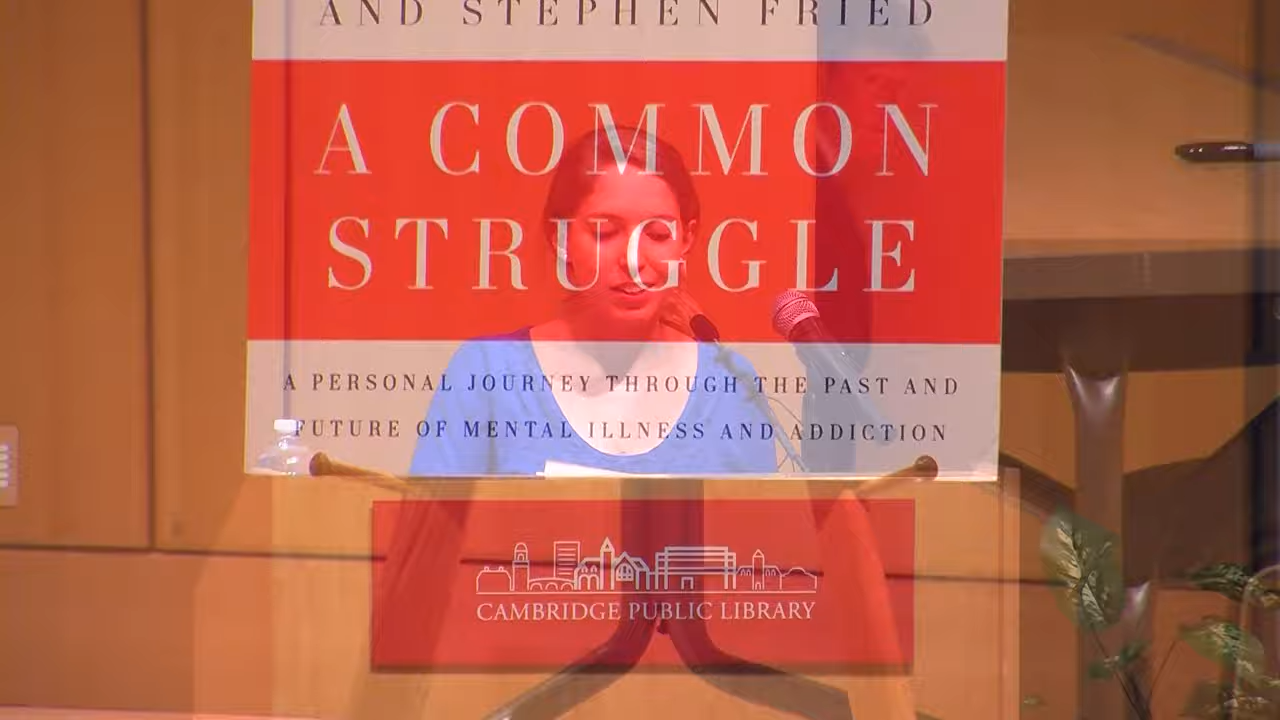 AND STEPHEN FRIED
A COMMON
STRUGGLE
A PERSONAL JOURNEY THROUGH THE PAST AND
FUTURE OF MENTAL ILLNESS AND ADDICTION
CAMBRIDGE PUBLIC LIBRARY